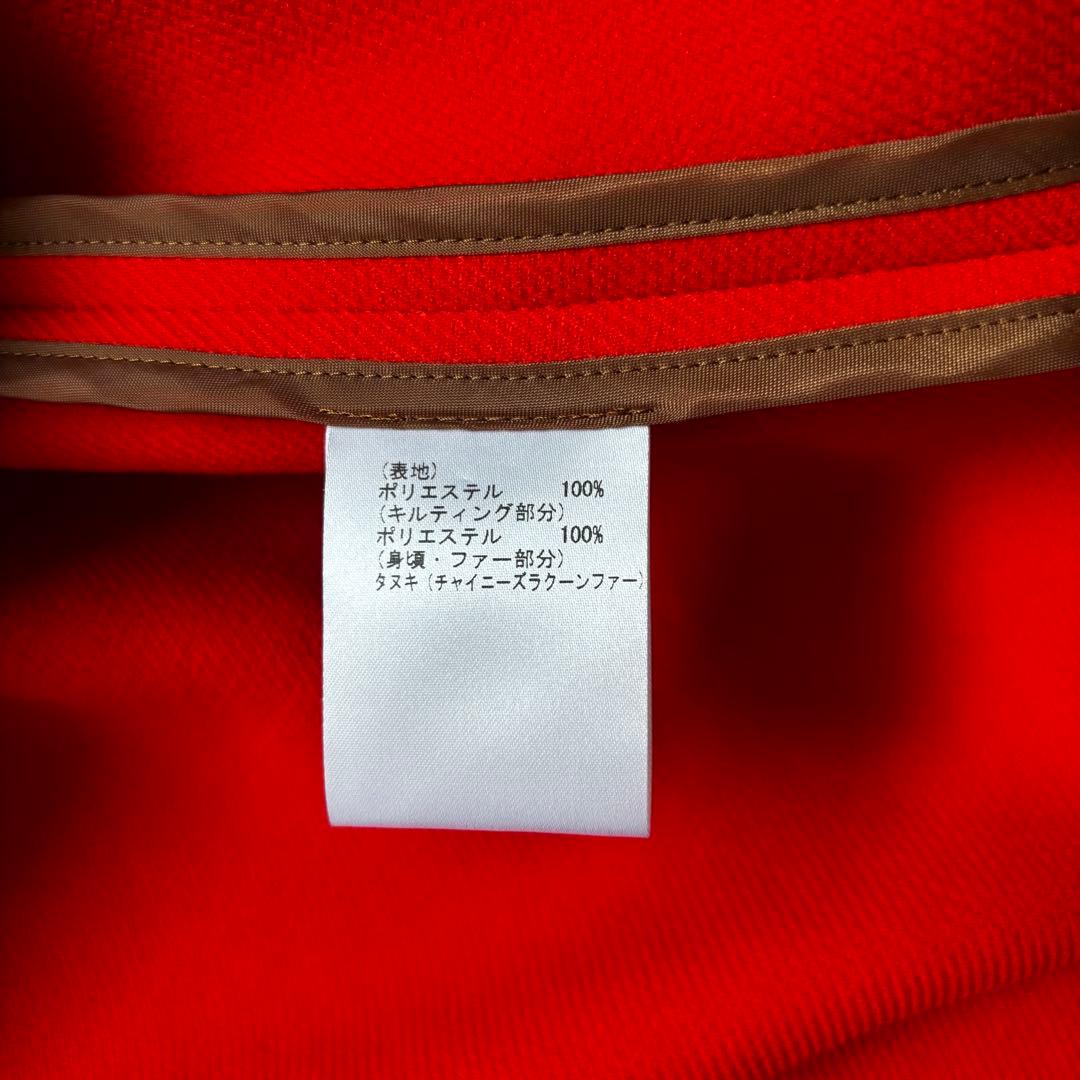 (表地)
ポリエステル 100%
(キルティング部分)
ポリエステル 100%
(身頃・ファー部分)
タヌキ(チャイニーズラクーンファー)